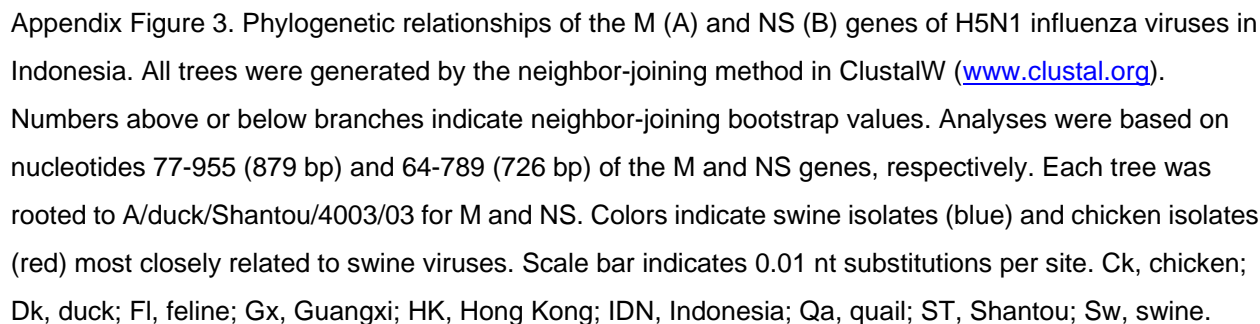 Appendix Figure 3. Phylogenetic relationships of the M (A) and NS (B) genes of H5N1 influenza viruses in
Indonesia. All trees were generated by the neighbor-joining method in ClustalW (www.clustal.org).
Numbers above or below branches indicate neighbor-joining bootstrap values. Analyses were based on
nucleotides 77-955 (879 bp) and 64-789 (726 bp) of the M and NS genes, respectively. Each tree was
rooted to A/duck/Shantou/4003/03 for M and NS. Colors indicate swine isolates (blue) and chicken isolates
(red) most closely related to swine viruses. Scale bar indicates 0.01 nt substitutions per site. Ck, chicken;
Dk, duck; Fl, feline; Gx, Guangxi; HK, Hong Kong; IDN, Indonesia; Qa, quail; ST, Shantou; Sw, swine.